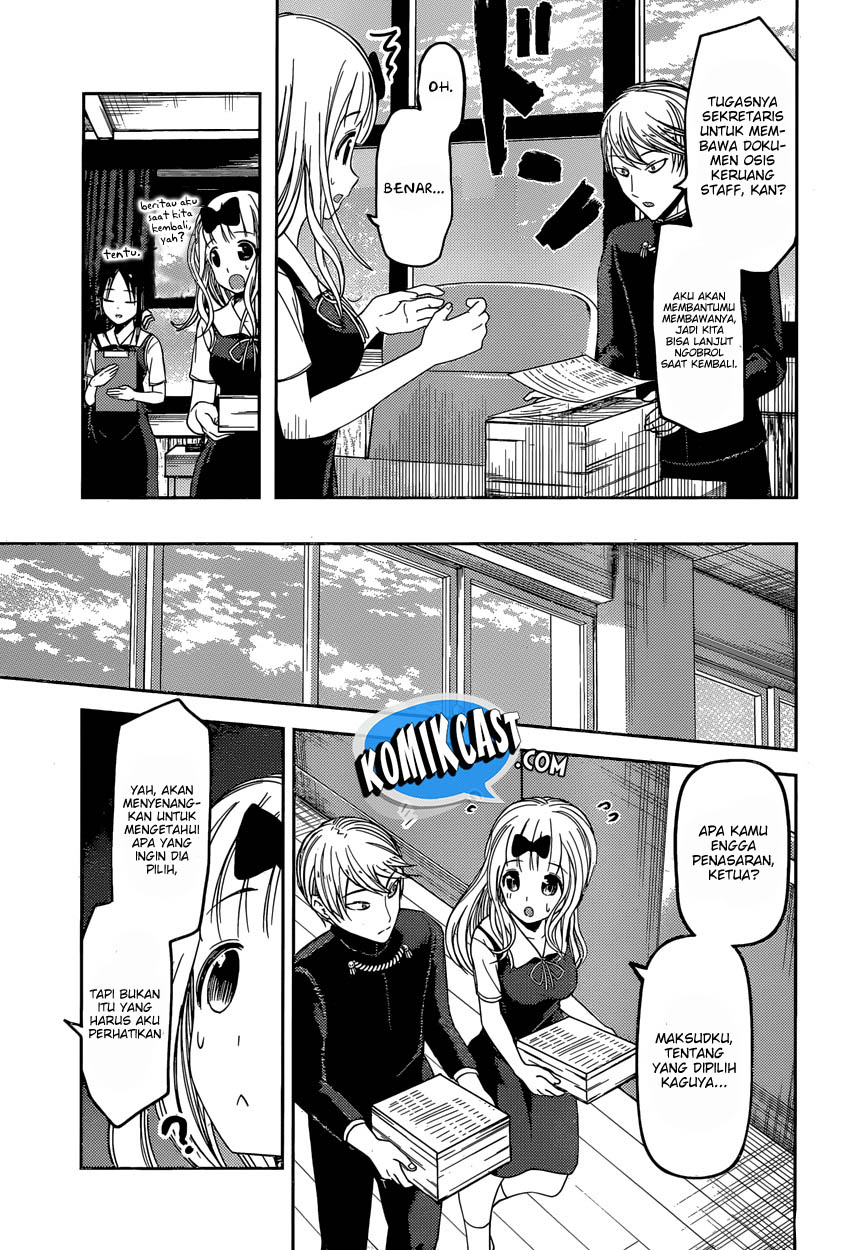 TUGASNYA
SEKRETARIS
UNTUK MEM-
BAWA DOKU-
MEN OSIS
KERUANG
STAFF, KAN?
AKU AKAN
MEMBANTUMU
MEMBAWANYA,
JADI KITA
BISA LANJUT
NGOBROL
SAAT KEMBALI.
OH.
BENAR...
beritau aku
saat kita
kembali,
yah?
tentu.
KOMIKCAST
.COM
APA KAMU
ENGGA
PENASARAN,
KETUA?
MAKSUDKU,
TENTANG
YANG DIPILIH
KAGUYA...
YAH, AKAN
MENYENANG-
KAN UNTUK
MENGETAHUI
APA YANG
INGIN DIA
PILIH,
TAPI BUKAN
ITU YANG
HARUS AKU
PERHATIKAN
?